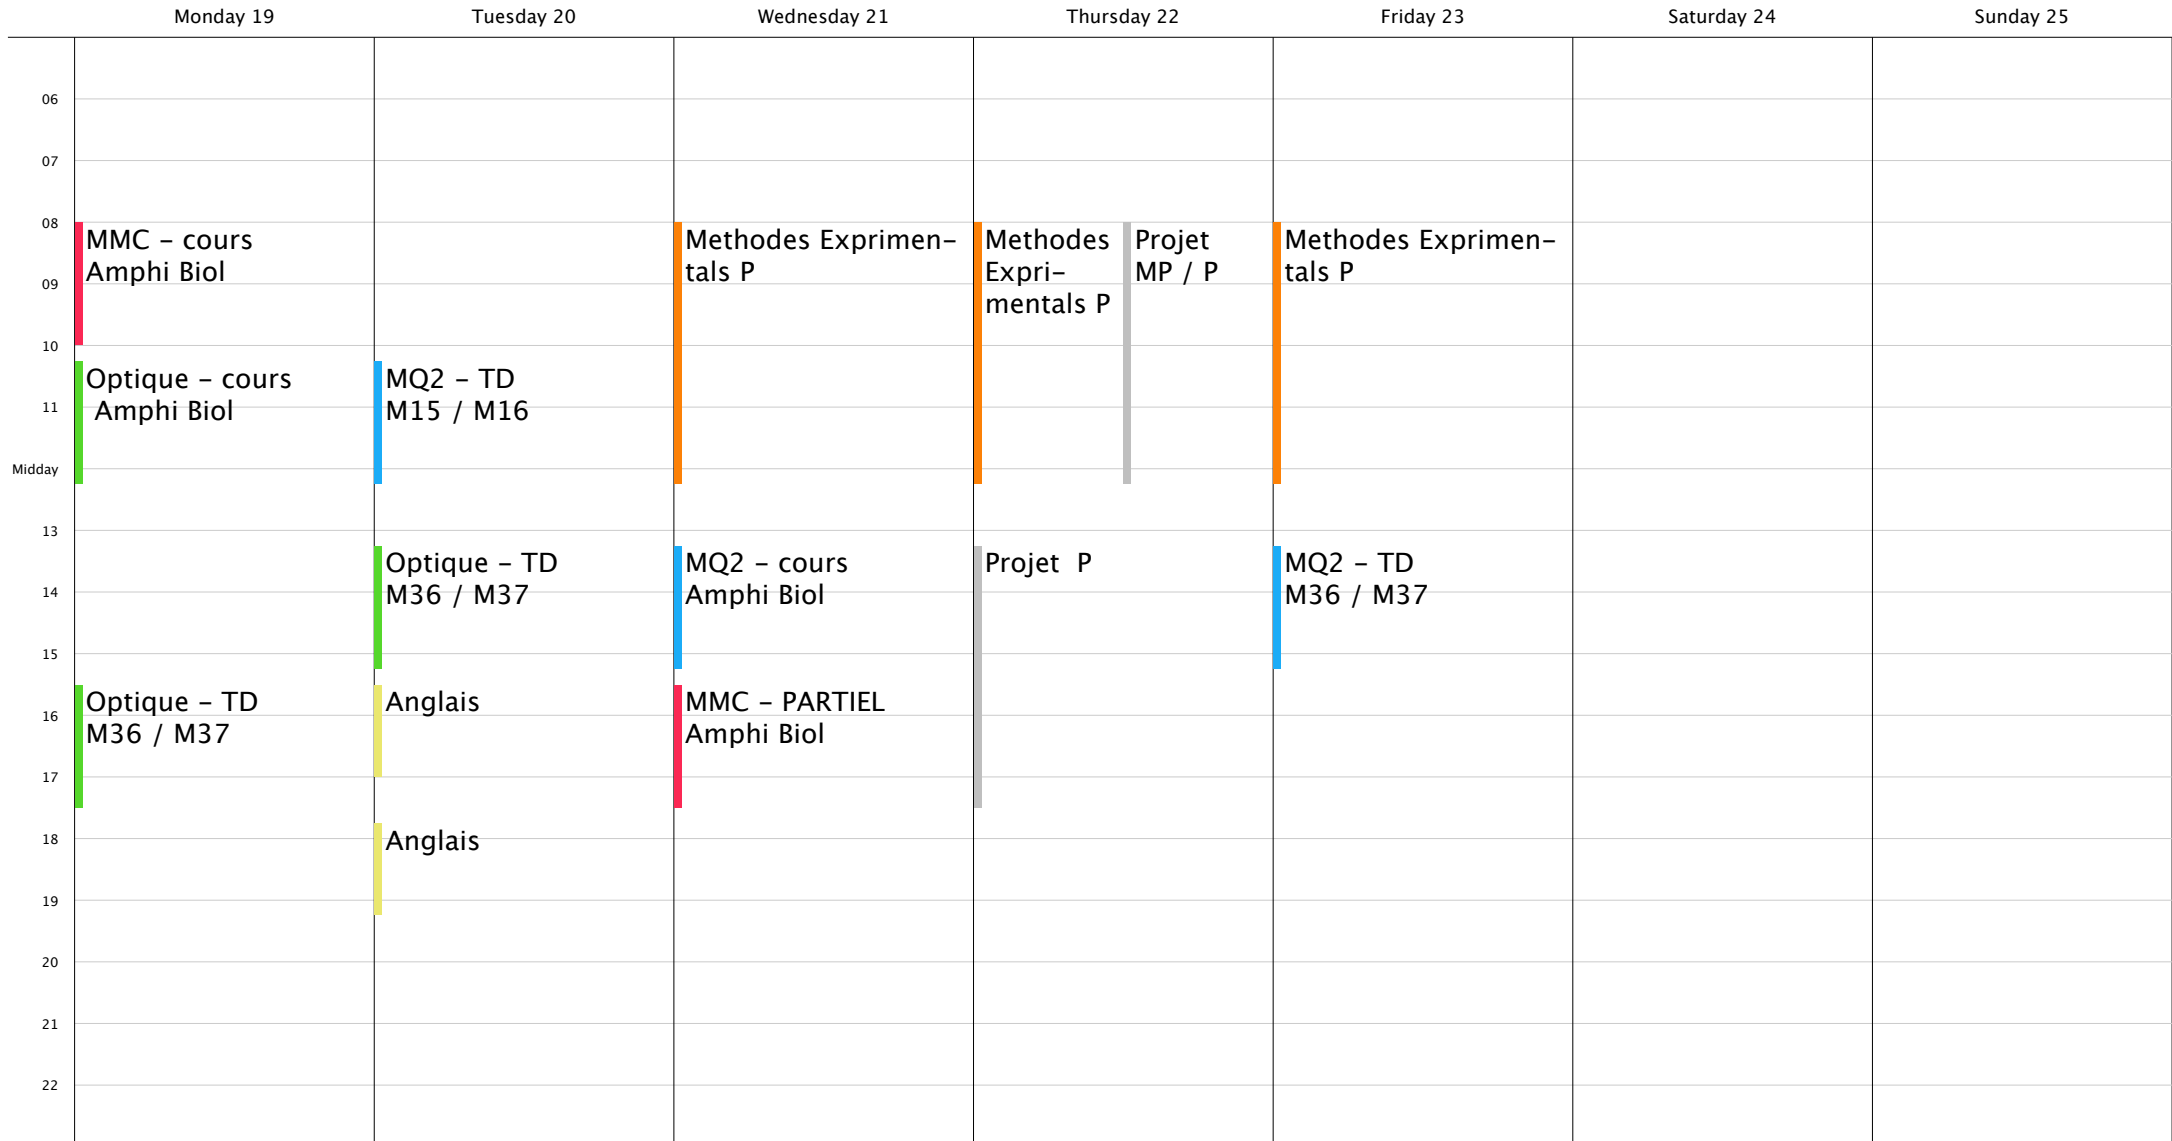 Monday 19
Tuesday 20
Wednesday 21
Thursday 22
Friday 23
Saturday 24
Sunday 25
06
07
08
09
10
11
Midday
13
14
15
16
17
18
19
20
21
22
MMC – cours
Amphi Biol
Optique – cours
Amphi Biol
Optique – TD
M36 / M37
MQ2 – TD
M15 / M16
Optique – TD
M36 / M37
Anglais
Anglais
Methodes Exprimen–
tals P
MQ2 – cours
Amphi Biol
MMC – PARTIEL
Amphi Biol
Methodes
Expri–
mentals P
Projet
MP / P
Projet P
Methodes Exprimen–
tals P
MQ2 – TD
M36 / M37